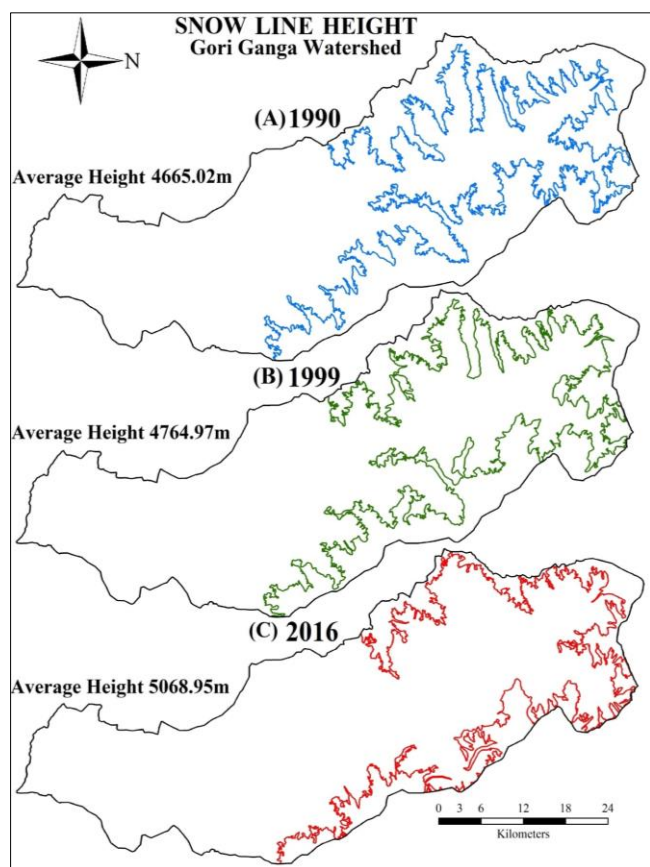 SNOW LINE HEIGHT
Gori Ganga Watershed
N
(A) 1990
Average Height 4665.02m
(B) 1999
Average Height 4764.97m
(C) 2016
Average Height 5068.95m
0 3 6 12 18 24
Kilometers